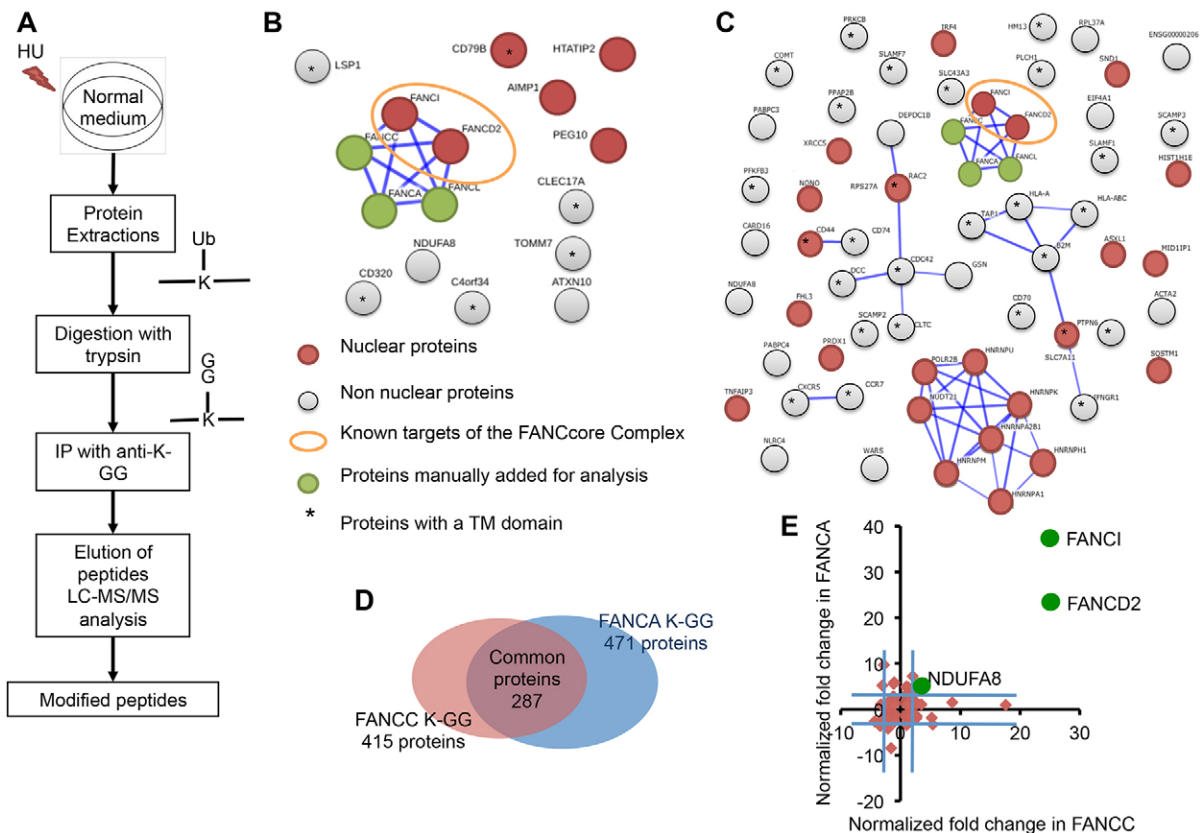 A
HU
Normal
medium
Protein
Extractions
Ub
K
Digestion with
trypsin
G
G
K
IP with anti-K-
GG
Elution of
peptides
LC-MS/MS
analysis
Modified peptides
B
LSP1
*
CD79B
*
HTATIP2
AIMP1
PEG10
FANCI
FANCD2
FANCC
FANCA
FANCL
CLEC17A
*
TOMM7
*
NDUFA8
CD320
*
C4orf34
*
ATXN10
Nuclear proteins
Non nuclear proteins
Known targets of the FANCcore Complex
Proteins manually added for analysis
* Proteins with a TM domain
C
PRKCB
*
IRF4
HM13
*
RPL37A
ENSG00000206
COMT
*
SLAMF7
*
PLCH1
SND1
SLC43A3
*
FANCI
PPAP2B
*
EIF4A1
PABPC3
DEPDC1B
FANCD2
SCAMP3
*
XRCC5
FANCA
FANCL
SLAMF1
*
HIST1H1E
PFKFB3
*
NONO
RPS27A
RAC2
*
HLA-A
*
HLA-ABC
*
TAP1
*
CARD16
CD44
*
CD74
*
B2M
*
ASXL1
MID1IP1
DCC
*
CDC42
*
GSN
NDUFA8
FHL3
SCAMP2
*
CLTC
*
CD70
*
ACTA2
PTPN6
*
*
SLC7A11
PABPC4
PRDX1
POLR2B
HNRNPU
SQSTM1
TNFAIP3
CXCR5
*
CCR7
*
NUDT21
HNRNPK
IFNGR1
*
HNRNPA2B1
NLRC4
WARS
HNRNPM
HNRNPH1
HNRNPA1
D
FANCA K-GG
471 proteins
Common
proteins
287
FANCC K-GG
415 proteins
E
Normalized fold change in FANCA
40
30
20
10
0
-10
-20
-10
0
10
20
30
FANCI
FANCD2
NDUFA8
Normalized fold change in FANCC